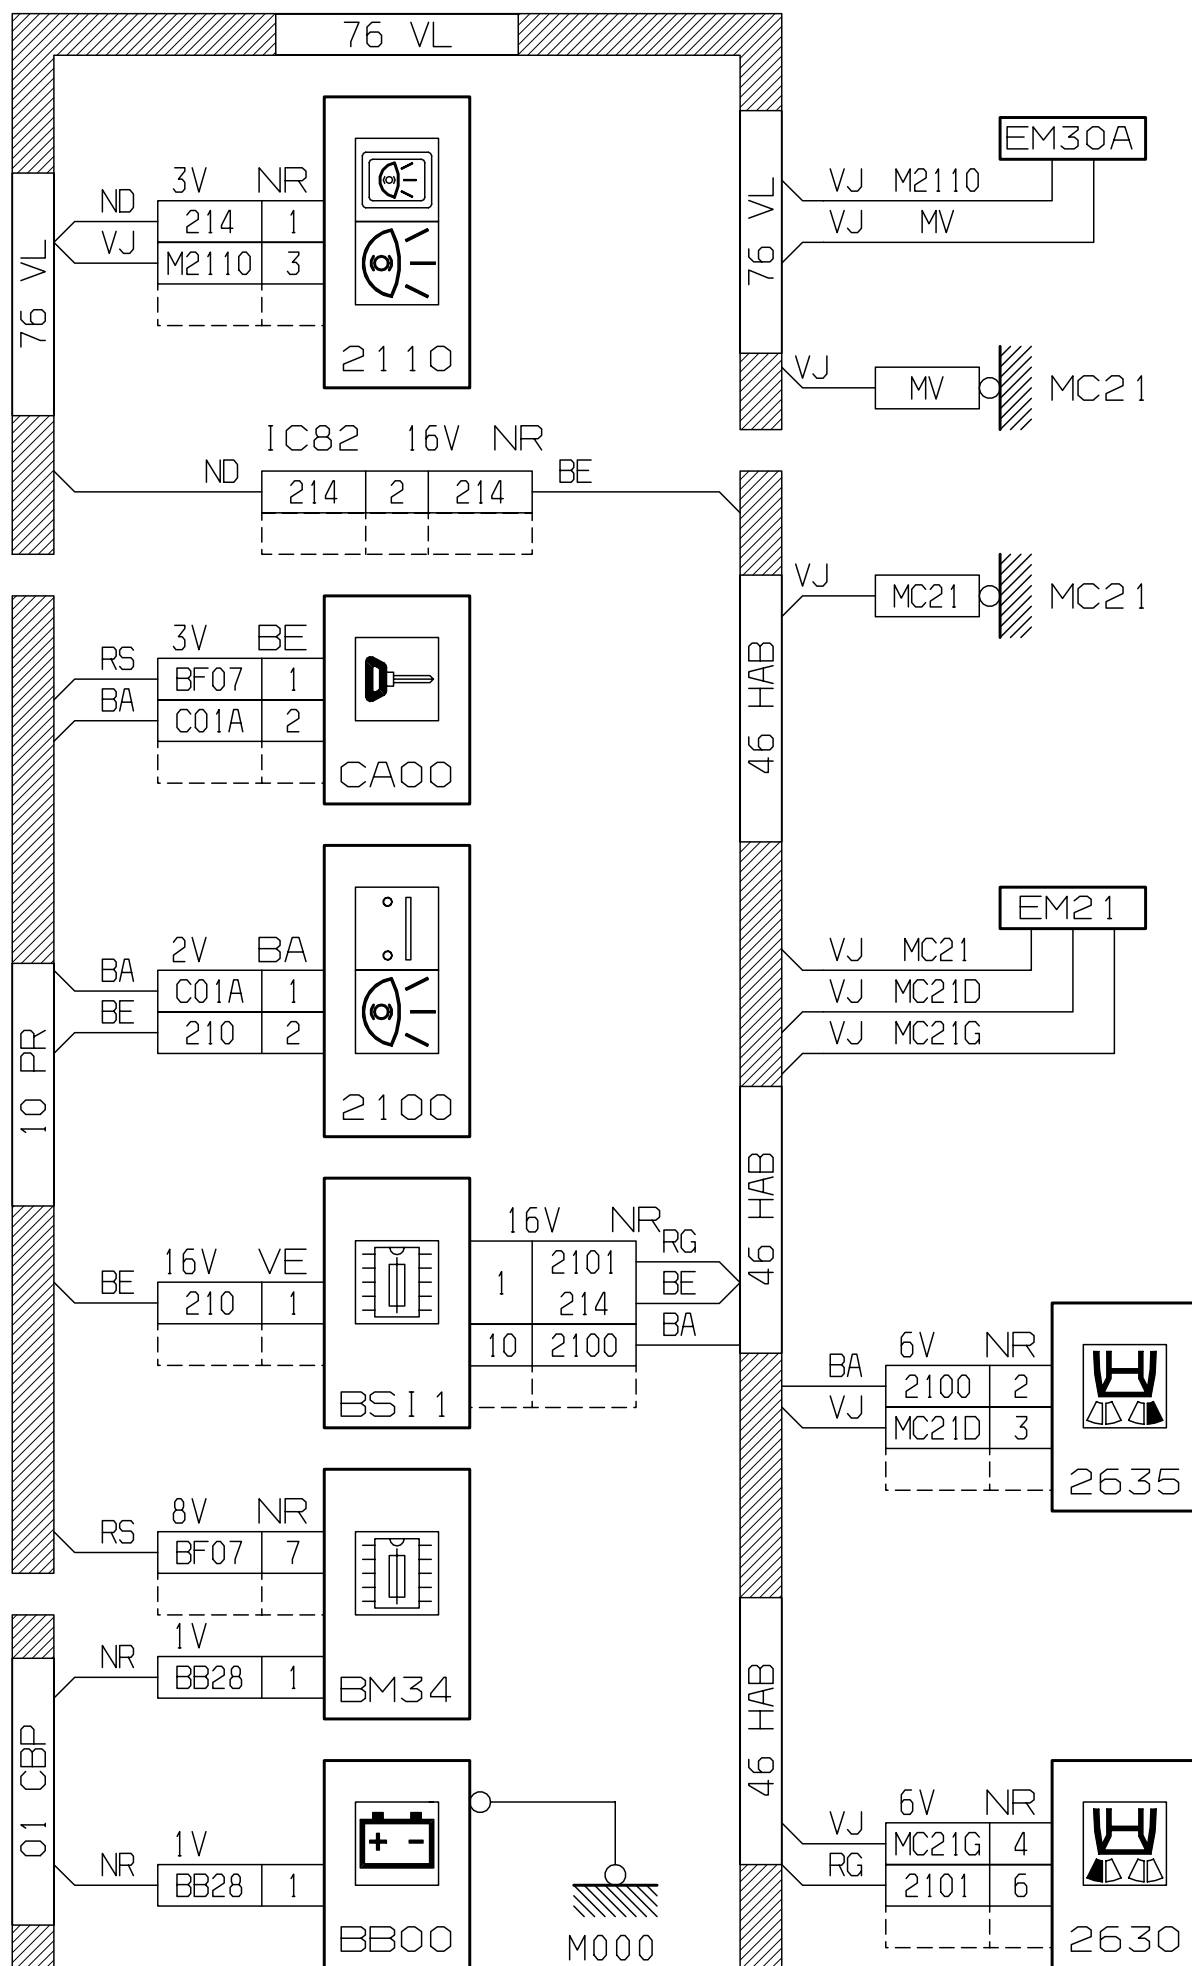 76 VL
EM30A
3V NR
ND 214 1
VJ M2110 3
2110
76 VL
76 VL
VJ M2110
VJ MV
VJ MV MC21
IC82 16V NR
ND 214 2 214 BE
VJ MC21 MC21
3V BE
RS BF07 1
BA C01A 2
CA00
46 HAB
EM21
2V BA
BA C01A 1
BE 210 2
2100
10 PR
VJ MC21
VJ MC21D
VJ MC21G
46 HAB
16V VE
BE 210 1
BSI1
16V NR
1 2101 RG
214 BE
10 2100 BA
6V NR
BA 2100 2
VJ MC21D 3
2635
8V NR
RS BF07 7
1V
NR BB28 1
BM34
46 HAB
01 CBP
1V
NR BB28 1
BB00
M000
6V NR
VJ MC21G 4
RG 2101 6
2630